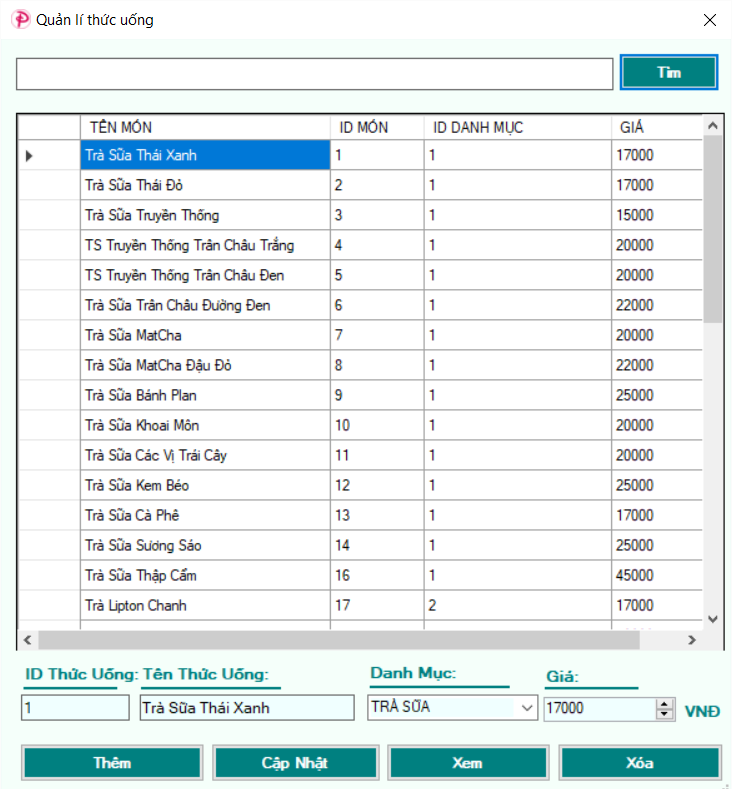 Quản lí thức uống
Tìm
TÊN MÓN ID MÓN ID DANH MỤC GIÁ
Trà Sữa Thái Xanh 1 1 17000
Trà Sữa Thái Đỏ 2 1 17000
Trà Sữa Truyền Thống 3 1 15000
TS Truyền Thống Trân Châu Trắng 4 1 20000
TS Truyền Thống Trân Châu Đen 5 1 20000
Trà Sữa Trân Châu Đường Đen 6 1 22000
Trà Sữa MatCha 7 1 20000
Trà Sữa MatCha Đậu Đỏ 8 1 22000
Trà Sữa Bánh Plan 9 1 25000
Trà Sữa Khoai Môn 10 1 20000
Trà Sữa Các Vị Trái Cây 11 1 20000
Trà Sữa Kem Béo 12 1 25000
Trà Sữa Cà Phê 13 1 17000
Trà Sữa Sương Sáo 14 1 25000
Trà Sữa Thập Cẩm 16 1 45000
Trà Lipton Chanh 17 2 17000
ID Thức Uống: Tên Thức Uống: Danh Mục: Giá:
1 Trà Sữa Thái Xanh TRÀ SỮA 17000 VNĐ
Thêm Cập Nhật Xem Xóa